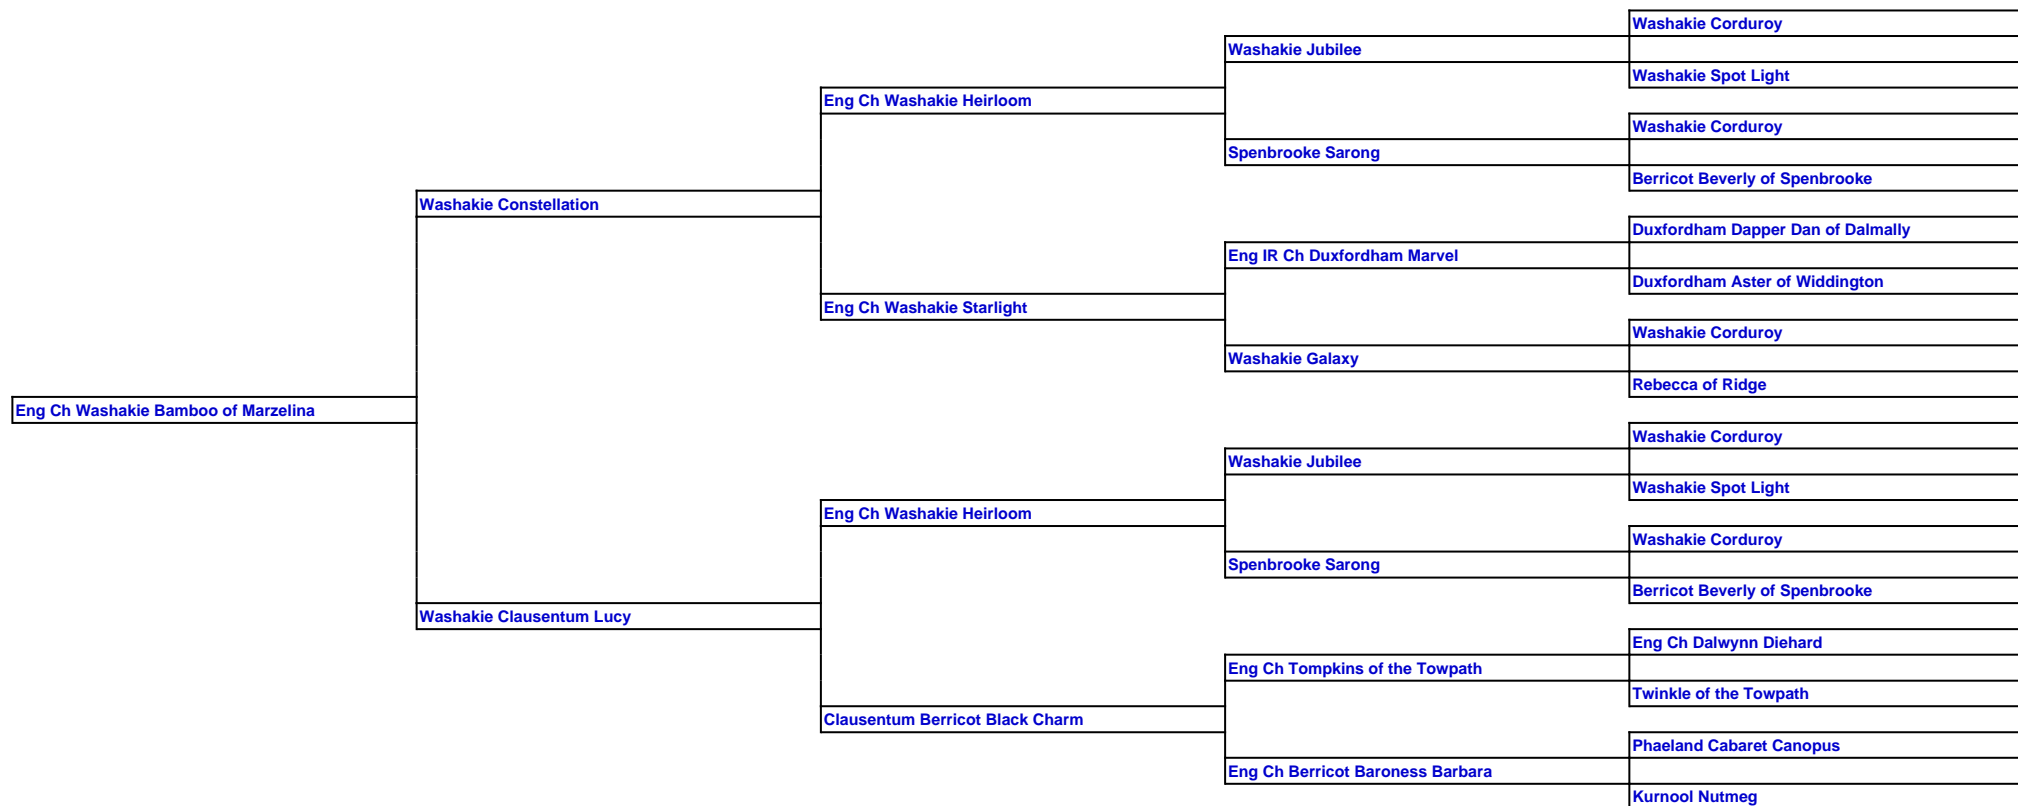 Washakie Corduroy
Washakie Jubilee
Washakie Spot Light
Eng Ch Washakie Heirloom
Washakie Corduroy
Spenbrooke Sarong
Berricot Beverly of Spenbrooke
Washakie Constellation
Duxfordham Dapper Dan of Dalmally
Eng IR Ch Duxfordham Marvel
Duxfordham Aster of Widdington
Eng Ch Washakie Starlight
Washakie Corduroy
Washakie Galaxy
Rebecca of Ridge
Eng Ch Washakie Bamboo of Marzelina
Washakie Corduroy
Washakie Jubilee
Washakie Spot Light
Eng Ch Washakie Heirloom
Washakie Corduroy
Spenbrooke Sarong
Berricot Beverly of Spenbrooke
Washakie Clausentum Lucy
Eng Ch Dalwynn Diehard
Eng Ch Tompkins of the Towpath
Twinkle of the Towpath
Clausentum Berricot Black Charm
Phaeland Cabaret Canopus
Eng Ch Berricot Baroness Barbara
Kurnool Nutmeg